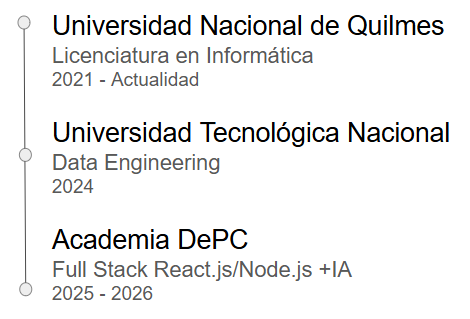 Universidad Nacional de Quilmes
Licenciatura en Informática
2021 - Actualidad
Universidad Tecnológica Nacional
Data Engineering
2024
Academia DePC
Full Stack React.js/Node.js +IA
2025 - 2026